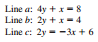 Line a: 4y + x = 8
Line b: 2y + x = 4
Line c: 2y = −3x + 6